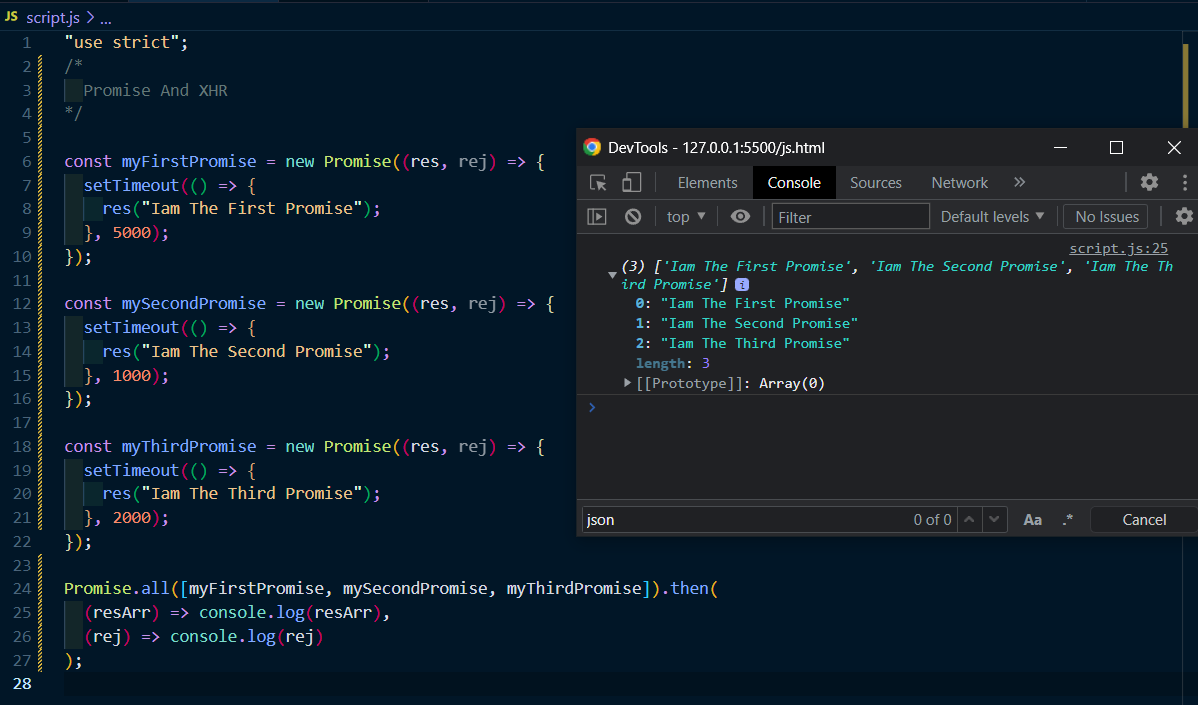 JS script.js > ...
1 "use strict";
2 /*
3 Promise And XHR
4 */
5
6 const myFirstPromise = new Promise((res, rej) => {
7 setTimeout(() => {
8 res("Iam The First Promise");
9 }, 5000);
10 });
11
12 const mySecondPromise = new Promise((res, rej) => {
13 setTimeout(() => {
14 res("Iam The Second Promise");
15 }, 1000);
16 });
17
18 const myThirdPromise = new Promise((res, rej) => {
19 setTimeout(() => {
20 res("Iam The Third Promise");
21 }, 2000);
22 });
23
24 Promise.all([myFirstPromise, mySecondPromise, myThirdPromise]).then(
25 (resArr) => console.log(resArr),
26 (rej) => console.log(rej)
27 );
28
DevTools - 127.0.0.1:5500/js.html
Elements Console Sources Network »
top ▼ Filter Default levels ▼ No Issues
script.js:25
(3) ['Iam The First Promise', 'Iam The Second Promise', 'Iam The Th
ird Promise'] i
0: "Iam The First Promise"
1: "Iam The Second Promise"
2: "Iam The Third Promise"
length: 3
[[Prototype]]: Array(0)
>
json 0 of 0 Aa .* Cancel